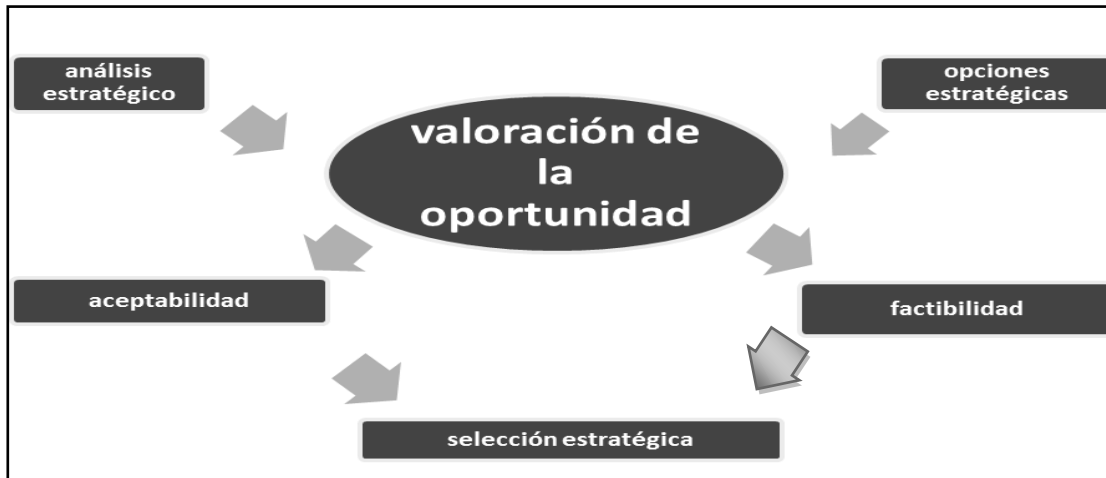 análisis
estratégico
opciones
estratégicas
valoración de
la
oportunidad
aceptabilidad
factibilidad
selección estratégica